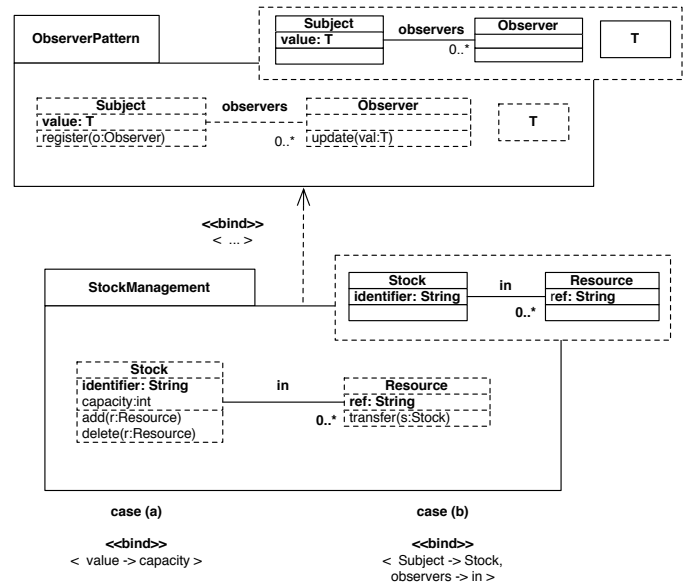 ObserverPattern
Subject
value: T
observers
0..*
Observer
T
Subject
value: T
register(o:Observer)
observers
0..*
Observer
update(val:T)
T
<<bind>>
< ... >
StockManagement
Stock
identifier: String
in
0..*
Resource
ref: String
Stock
identifier: String
capacity:int
add(r:Resource)
delete(r:Resource)
in
0..*
Resource
ref: String
transfer(s:Stock)
case (a)
<<bind>>
< value -> capacity >
case (b)
<<bind>>
< Subject -> Stock,
observers -> in >